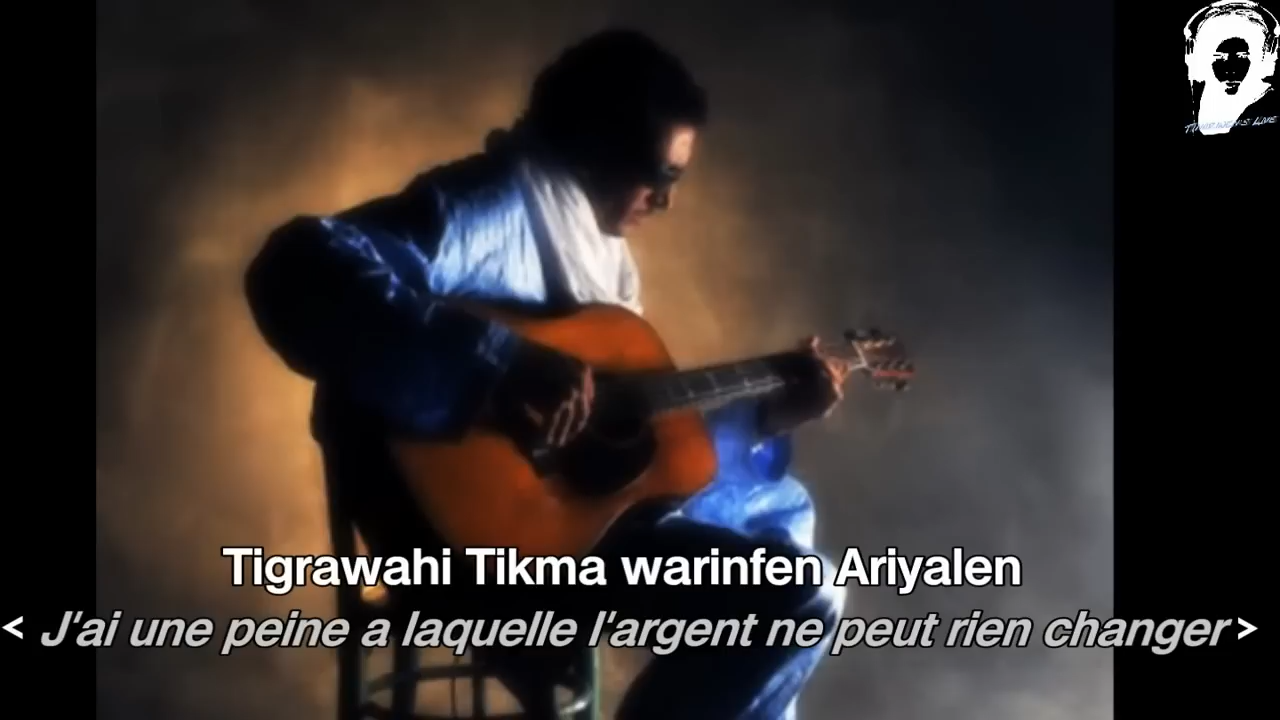 Tigrawahi Tikma warinfen Ariyalen
< J'ai une peine a laquelle l'argent ne peut rien changer >